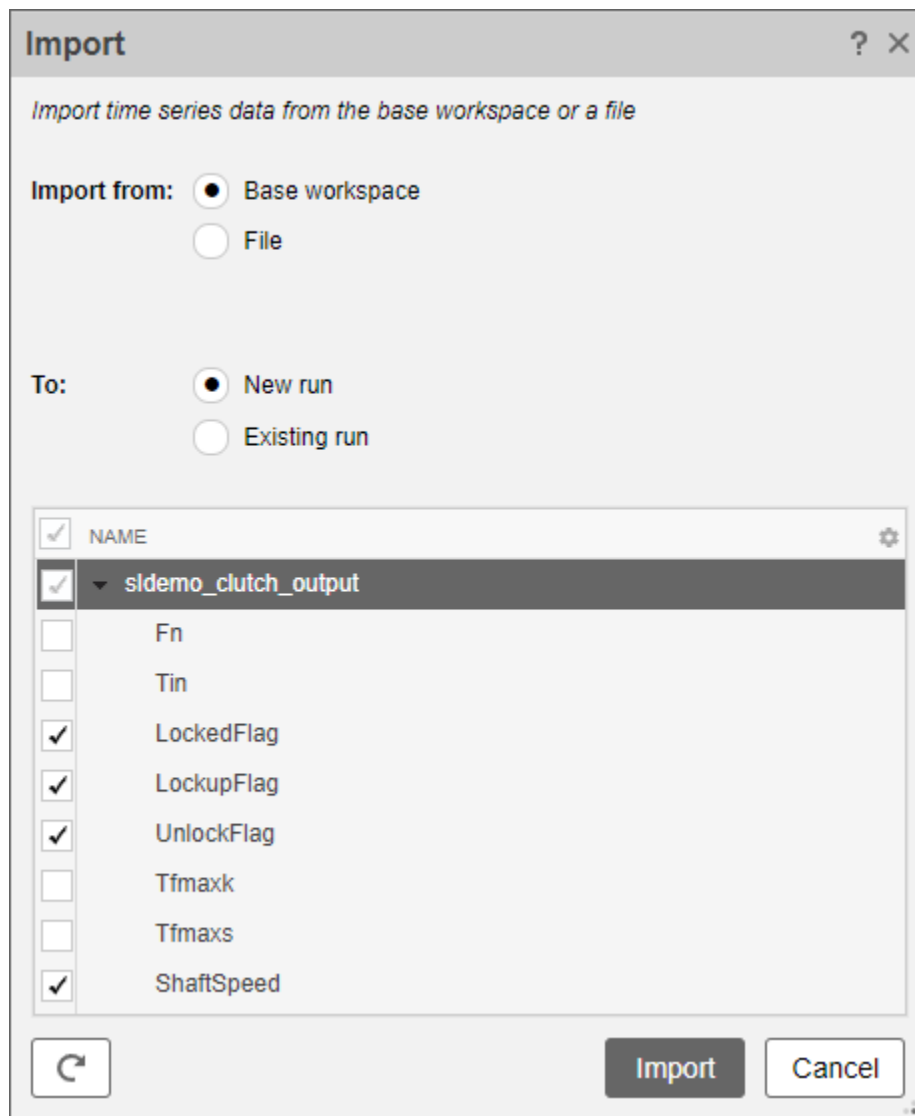 Import
?
Import time series data from the base workspace or a file
Import from: Base workspace
File
To: New run
Existing run
NAME
sldemo_clutch_output
Fn
Tin
LockedFlag
LockupFlag
UnlockFlag
Tfmaxk
Tfmaxs
ShaftSpeed
Import Cancel